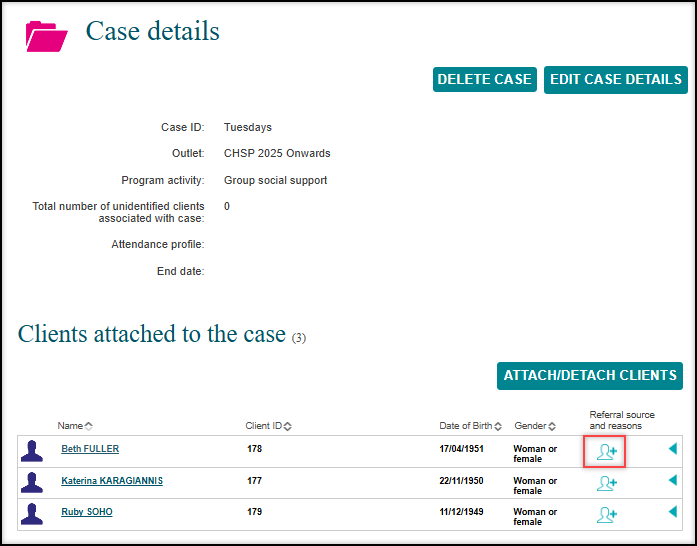 Case details
DELETE CASE
EDIT CASE DETAILS
Case ID: Tuesdays
Outlet: CHSP 2025 Onwards
Program activity: Group social support
Total number of unidentified clients 0
associated with case:
Attendance profile:
End date:
Clients attached to the case (3)
ATTACH/DETACH CLIENTS
Referral source
Name Client ID Date of Birth Gender and reasons
Beth FULLER 178 17/04/1951 Woman or
female
Katerina KARAGIANNIS 177 22/11/1950 Woman or
female
Ruby SOHO 179 11/12/1949 Woman or
female